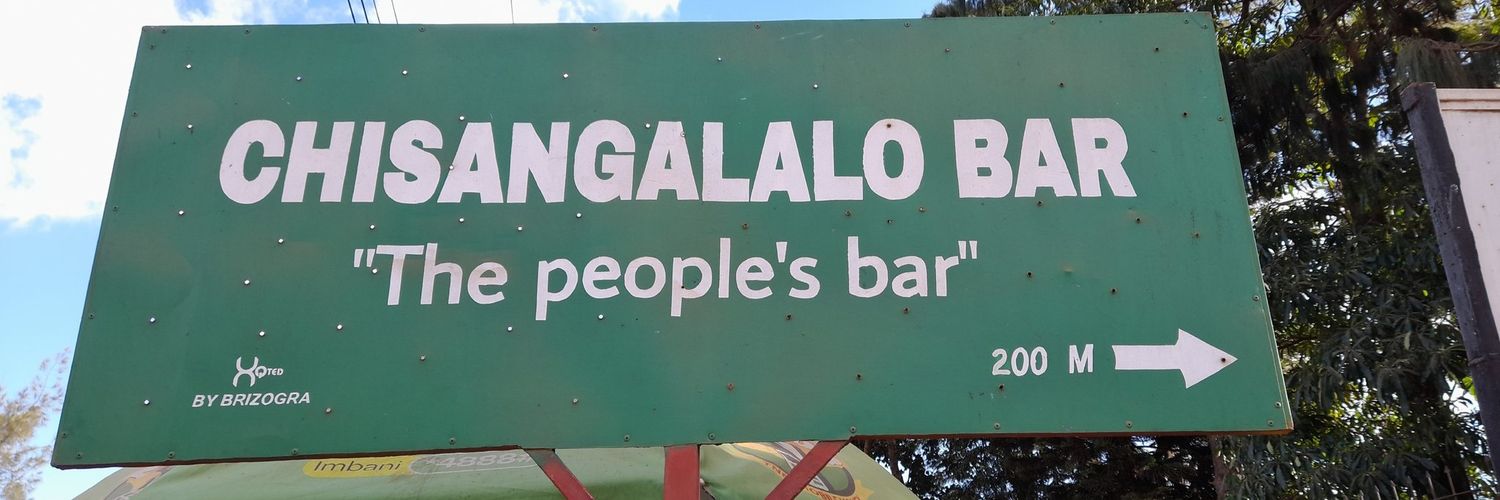 CHISANGALALO BAR
"The people's bar"
200 M
BY BRIZOGRA
Imbani